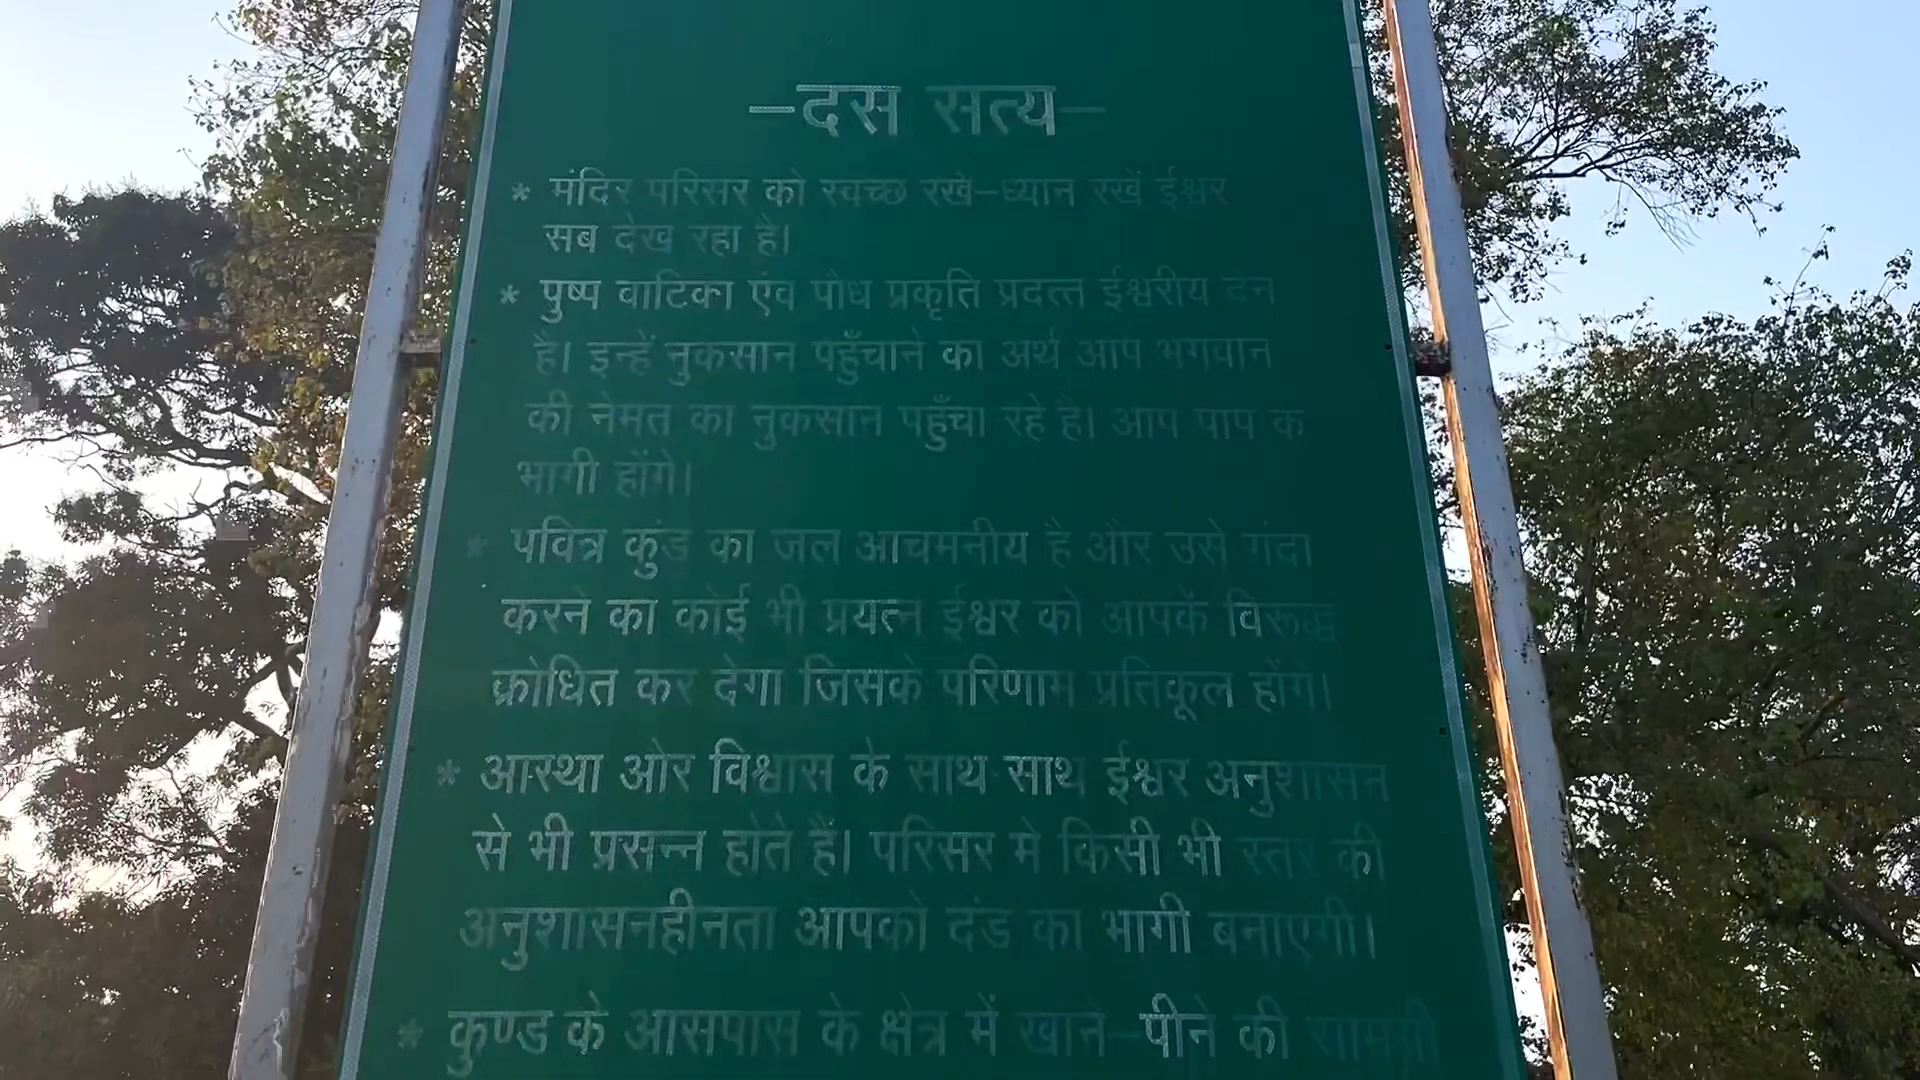 –दस सत्य–
* मंदिर परिसर को स्वच्छ रखे–ध्यान रखें ईश्वर
सब देख रहा है।
* पुष्प वाटिका एंव पौध प्रकृति प्रदत्त ईश्वरीय देन
है। इन्हें नुकसान पहुँचाने का अर्थ आप भगवान
की नेमत का नुकसान पहुँचा रहे है। आप पाप के
भागी होंगे।
* पवित्र कुंड का जल आचमनीय है और उसे गंदा
करने का कोई भी प्रयत्न ईश्वर को आपके विरूद्ध
क्रोधित कर देगा जिसके परिणाम प्रतिकूल होंगे।
* आस्था ओर विश्वास के साथ साथ ईश्वर अनुशासन
से भी प्रसन्न होते है। परिसर मे किसी भी स्तर की
अनुशासनहीनता आपको दंड का भागी बनाएगी।
* कुण्ड के आसपास के क्षेत्र में खाने–पीने की सामग्री